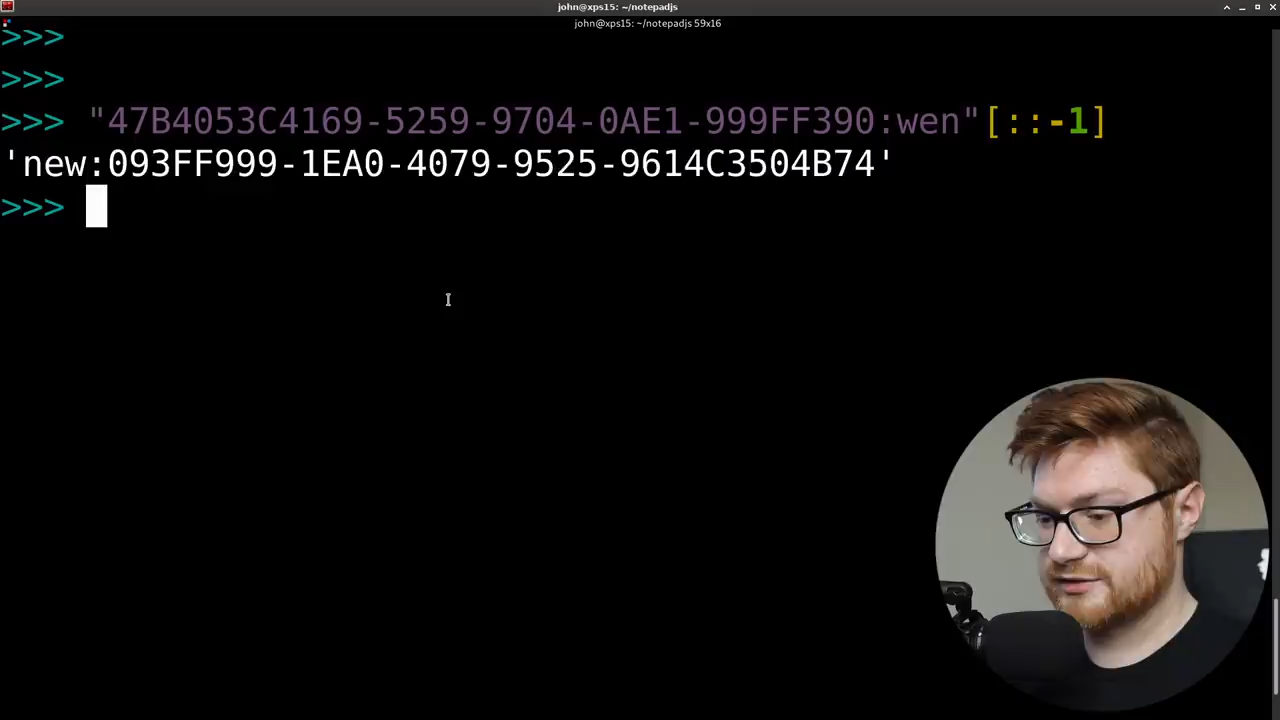 john@xps15: ~/notepadjs
john@xps15: ~/notepadjs 59x16
>>>
>>>
>>> "47B4053C4169-5259-9704-0AE1-999FF390:wen"[::-1]
'new:093FF999-1EA0-4079-9525-9614C3504B74'
>>>